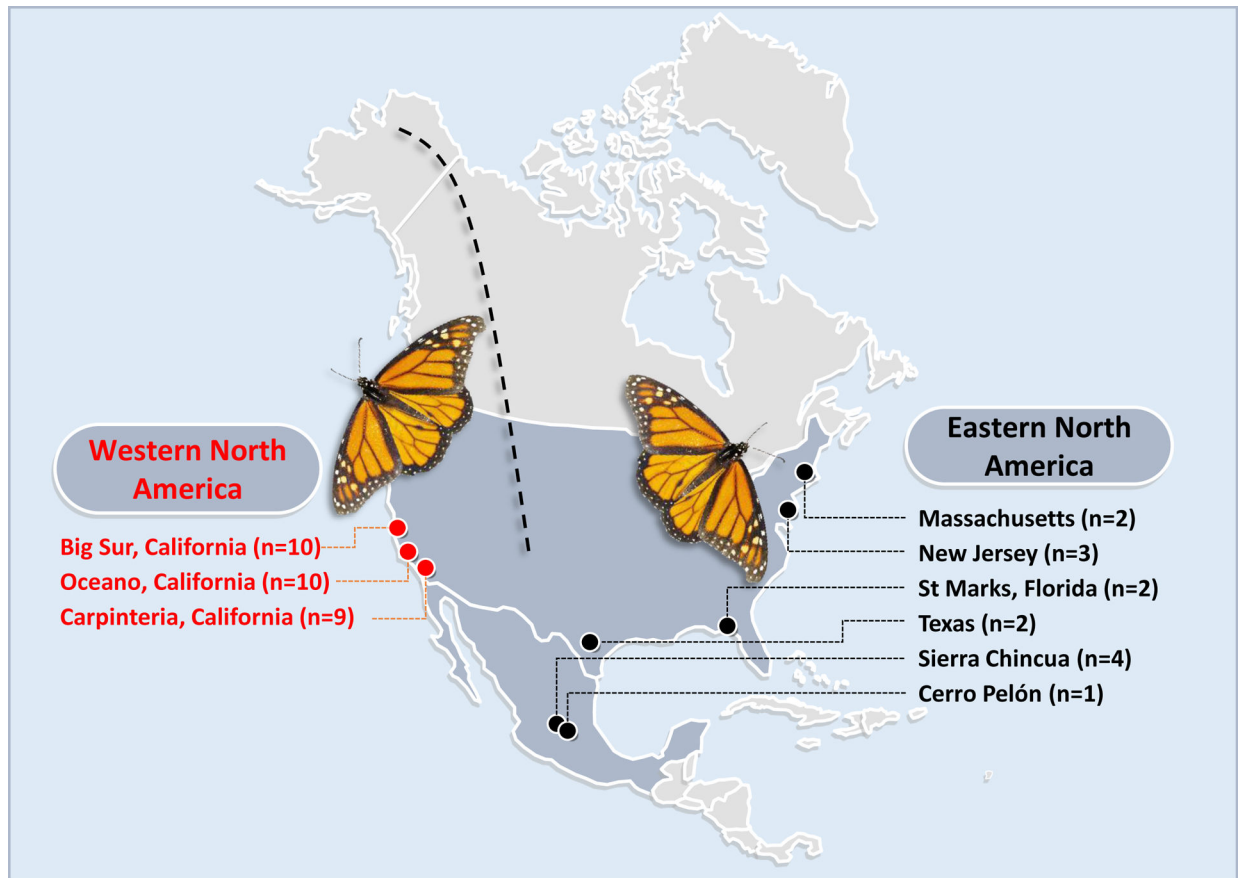 Western North
America
Big Sur, California (n=10)
Oceano, California (n=10)
Carpinteria, California (n=9)
Eastern North
America
Massachusetts (n=2)
New Jersey (n=3)
St Marks, Florida (n=2)
Texas (n=2)
Sierra Chincua (n=4)
Cerro Pelón (n=1)